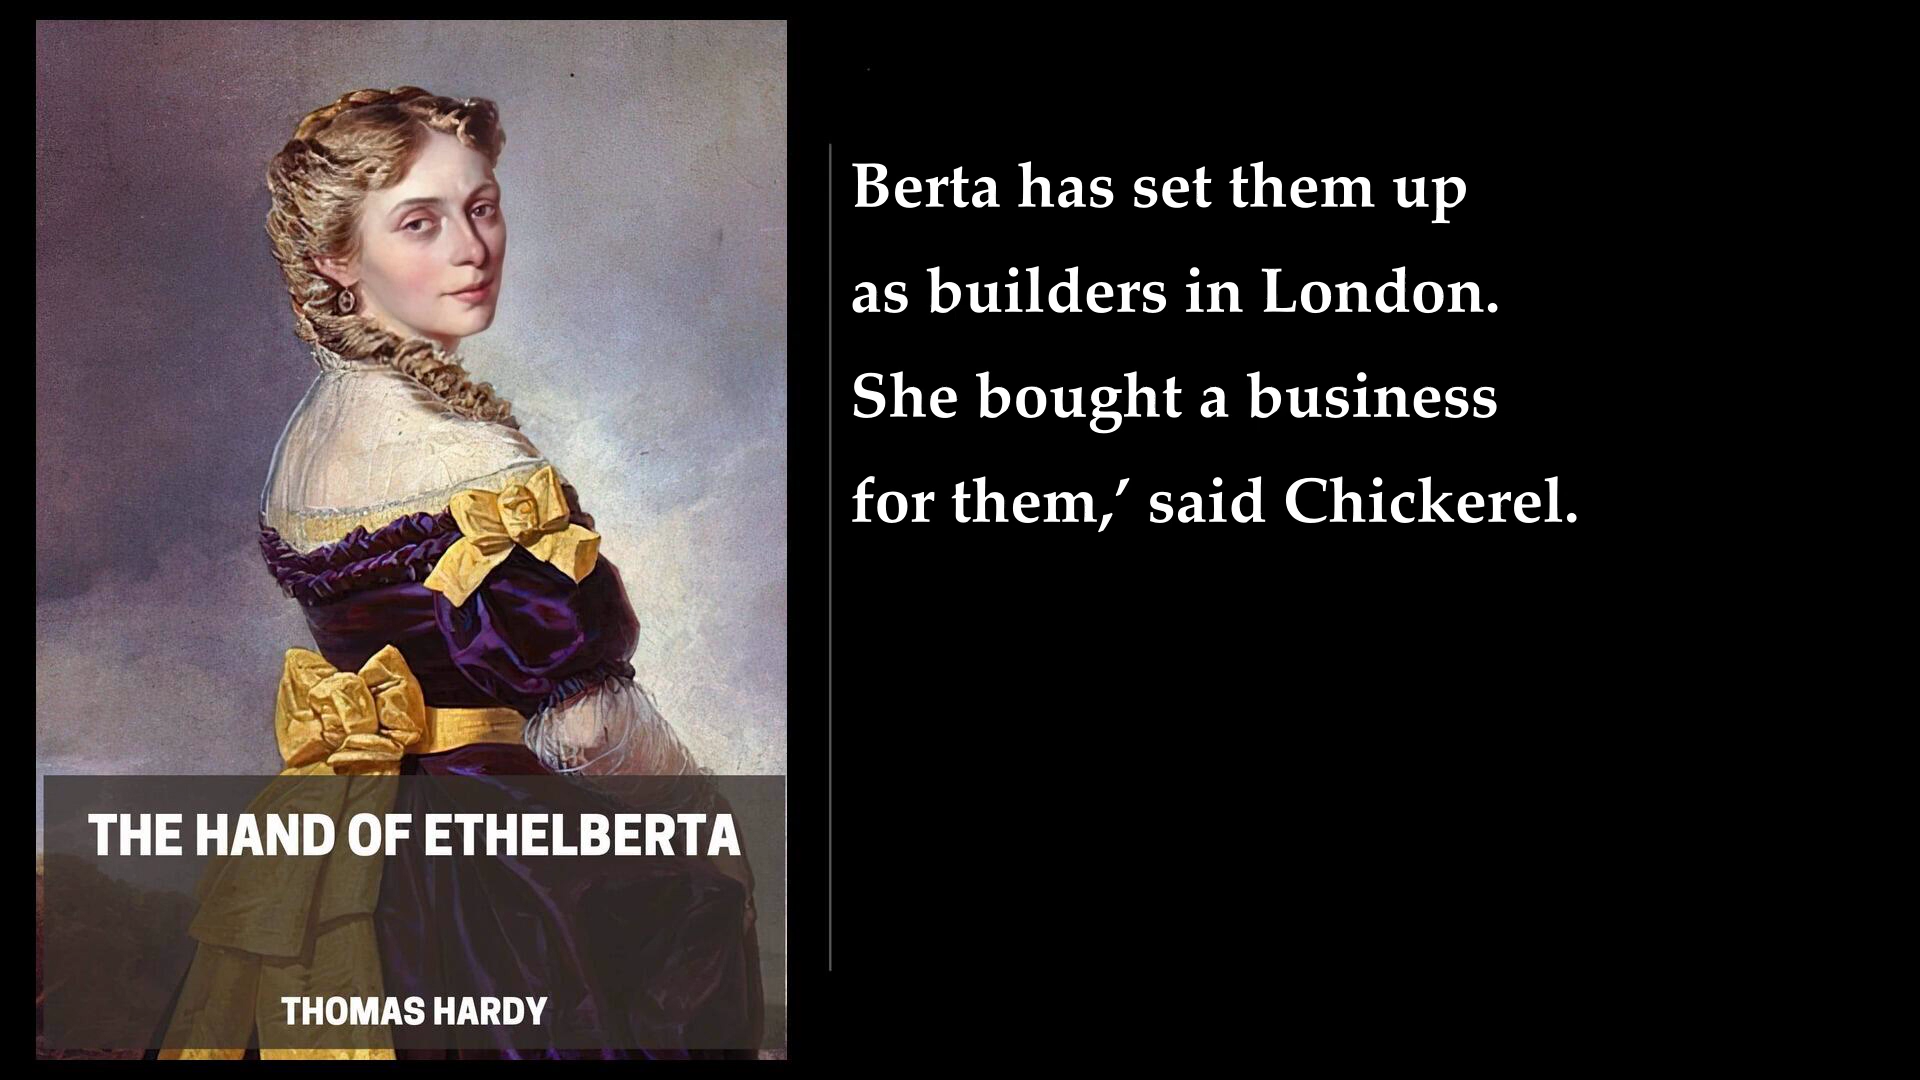 THE HAND OF ETHELBERTA
THOMAS HARDY
Berta has set them up
as builders in London.
She bought a business
for them,’ said Chickerel.